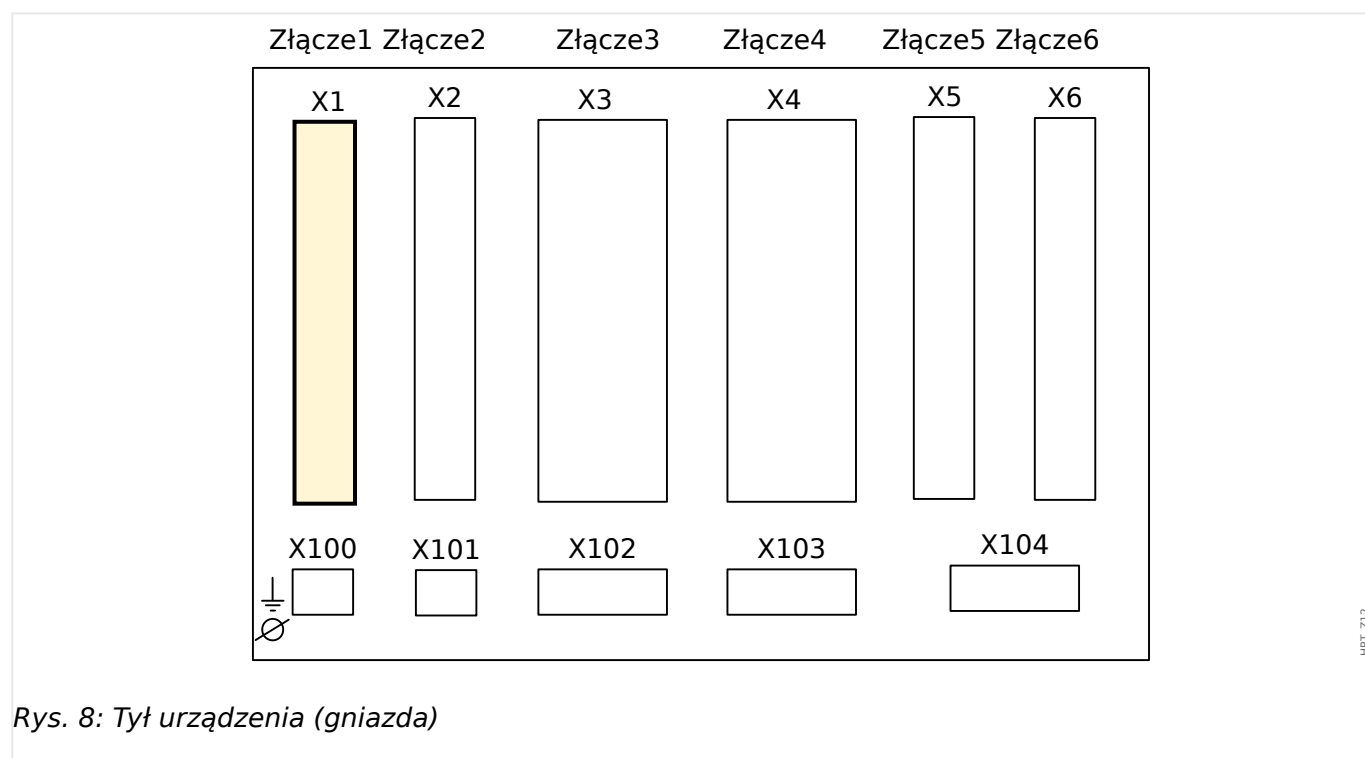 Złącze1 Złącze2 Złącze3 Złącze4 Złącze5 Złącze6
X1 X2 X3 X4 X5 X6
X100 X101 X102 X103 X104
Rys. 8: Tył urządzenia (gniazda)